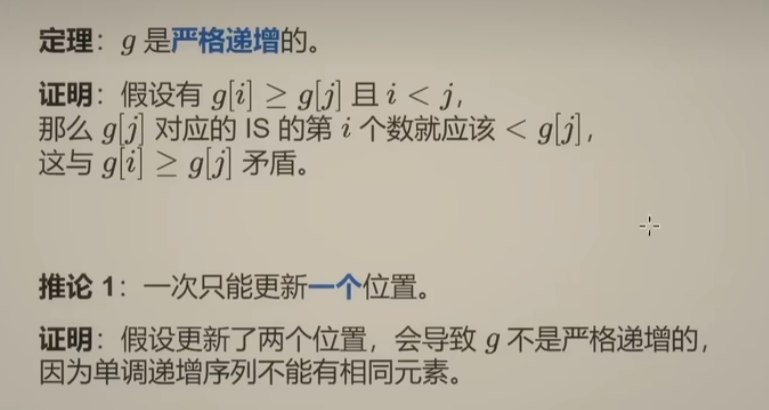 定理：g 是严格递增的。
证明：假设有 g[i] ≥ g[j] 且 i < j，
那么 g[j] 对应的 IS 的第 i 个数就应该 < g[j]，
这与 g[i] ≥ g[j] 矛盾。
推论 1：一次只能更新一个位置。
证明：假设更新了两个位置，会导致 g 不是严格递增的，
因为单调递增序列不能有相同元素。